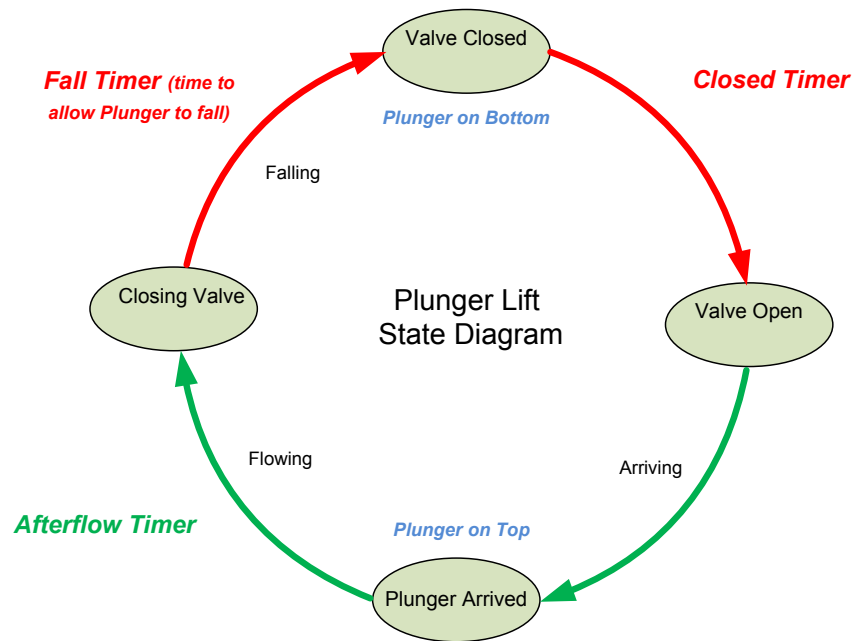 Valve Closed
Fall Timer (time to
allow Plunger to fall)
Closed Timer
Plunger on Bottom
Falling
Closing Valve
Plunger Lift
State Diagram
Valve Open
Flowing
Arriving
Afterflow Timer
Plunger on Top
Plunger Arrived